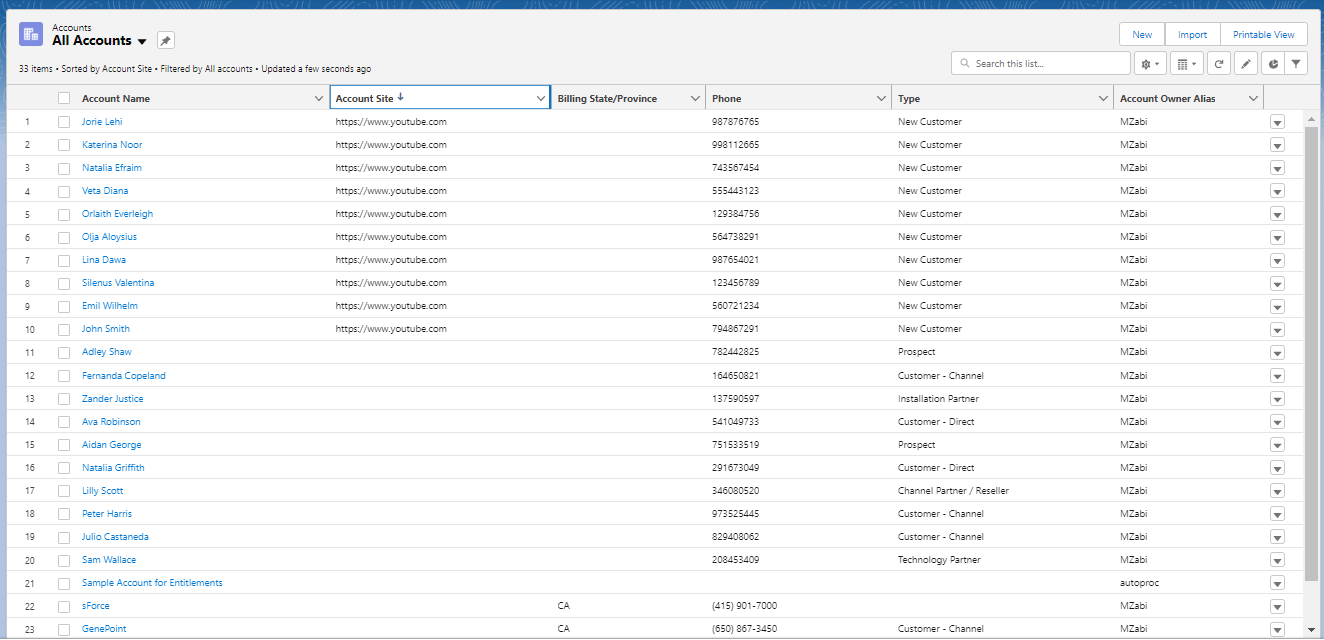 Accounts
All Accounts
New Import Printable View
33 items • Sorted by Account Site • Filtered by All accounts • Updated a few seconds ago
Search this list...
Account Name Account Site Billing State/Province Phone Type Account Owner Alias
1 Jorie Lehi https://www.youtube.com 987876765 New Customer MZabi
2 Katerina Noor https://www.youtube.com 998112665 New Customer MZabi
3 Natalia Efraim https://www.youtube.com 743567454 New Customer MZabi
4 Veta Diana https://www.youtube.com 555443123 New Customer MZabi
5 Orlaith Everleigh https://www.youtube.com 129384756 New Customer MZabi
6 Olja Aloysius https://www.youtube.com 564738291 New Customer MZabi
7 Lina Dawa https://www.youtube.com 987654021 New Customer MZabi
8 Silenus Valentina https://www.youtube.com 123456789 New Customer MZabi
9 Emil Wilhelm https://www.youtube.com 560721234 New Customer MZabi
10 John Smith https://www.youtube.com 794867291 New Customer MZabi
11 Adley Shaw 782442825 Prospect MZabi
12 Fernanda Copeland 164650821 Customer - Channel MZabi
13 Zander Justice 137590597 Installation Partner MZabi
14 Ava Robinson 541049733 Customer - Direct MZabi
15 Aidan George 751533519 Prospect MZabi
16 Natalia Griffith 291673049 Customer - Direct MZabi
17 Lilly Scott 346080520 Channel Partner / Reseller MZabi
18 Peter Harris 973525445 Customer - Channel MZabi
19 Julio Castaneda 829408062 Customer - Channel MZabi
20 Sam Wallace 208453409 Technology Partner MZabi
21 Sample Account for Entitlements autoproc
22 sForce CA (415) 901-7000 MZabi
23 GenePoint CA (650) 867-3450 Customer - Channel MZabi